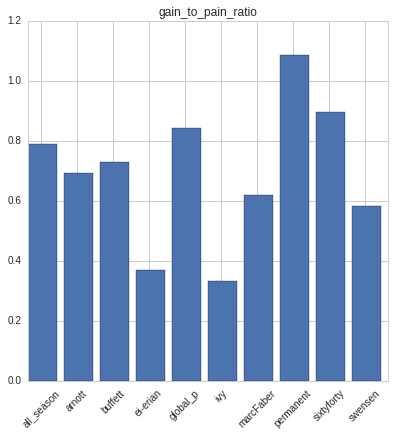 gain_to_pain_ratio
1.2
1.0
0.8
0.6
0.4
0.2
0.0
all_season
arnott
buffett
el-erian
global_p
ivy
marcFaber
permanent
sixtyforty
swensen